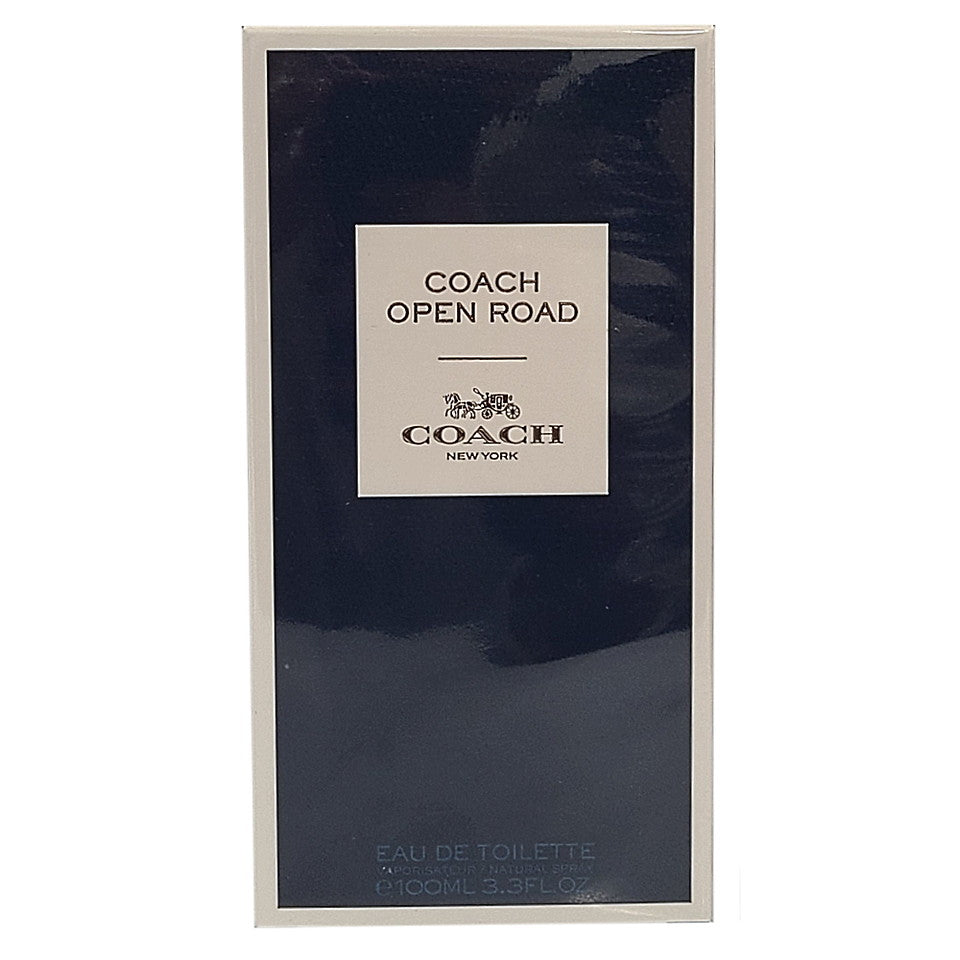 COACH
OPEN ROAD
COACH
NEW YORK
EAU DE TOILETTE
VAPORISATEUR / NATURAL SPRAY
℮100ML 3.3FL.OZ